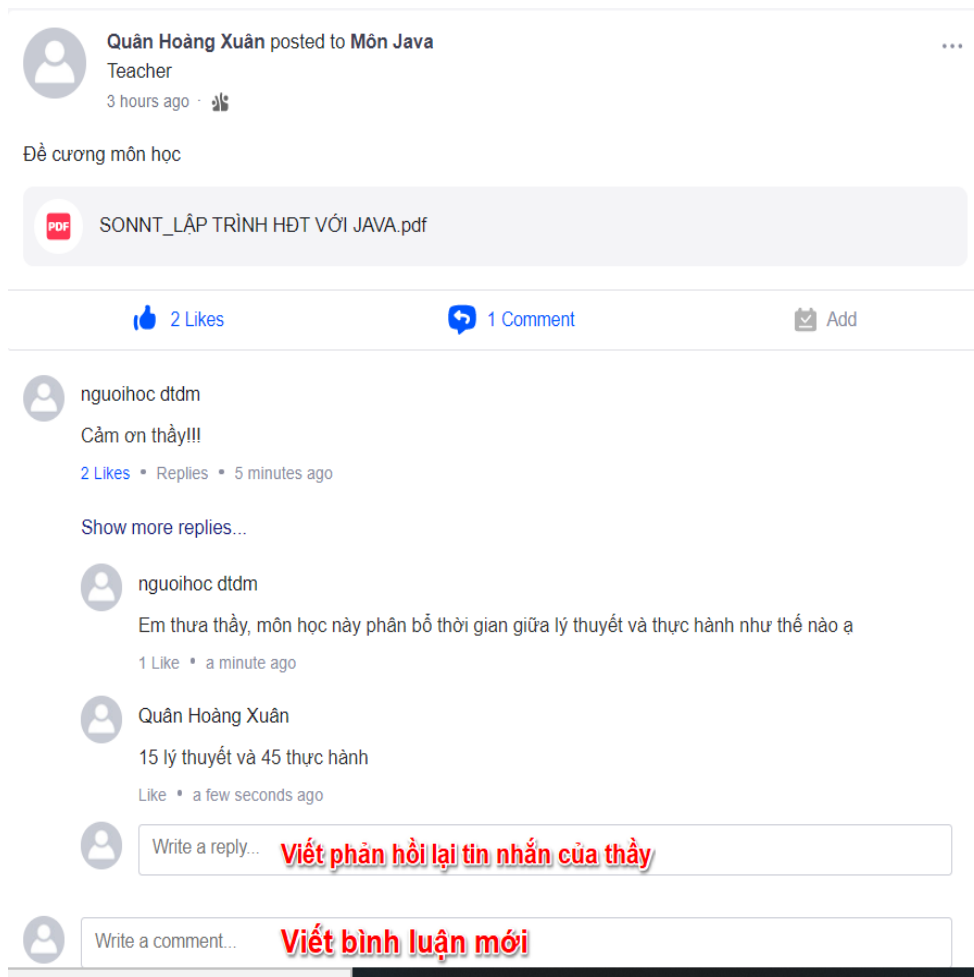 Quân Hoàng Xuân posted to Môn Java
Teacher
3 hours ago ·
Đề cương môn học
PDF SONNT_LẬP TRÌNH HĐT VỚI JAVA.pdf
2 Likes 1 Comment Add
nguoihoc dtdm
Cảm ơn thầy!!!
2 Likes • Replies • 5 minutes ago
Show more replies...
nguoihoc dtdm
Em thưa thầy, môn học này phân bổ thời gian giữa lý thuyết và thực hành như thế nào ạ
1 Like • a minute ago
Quân Hoàng Xuân
15 lý thuyết và 45 thực hành
Like • a few seconds ago
Write a reply... Viết phản hồi lại tin nhắn của thầy
Write a comment... Viết bình luận mới